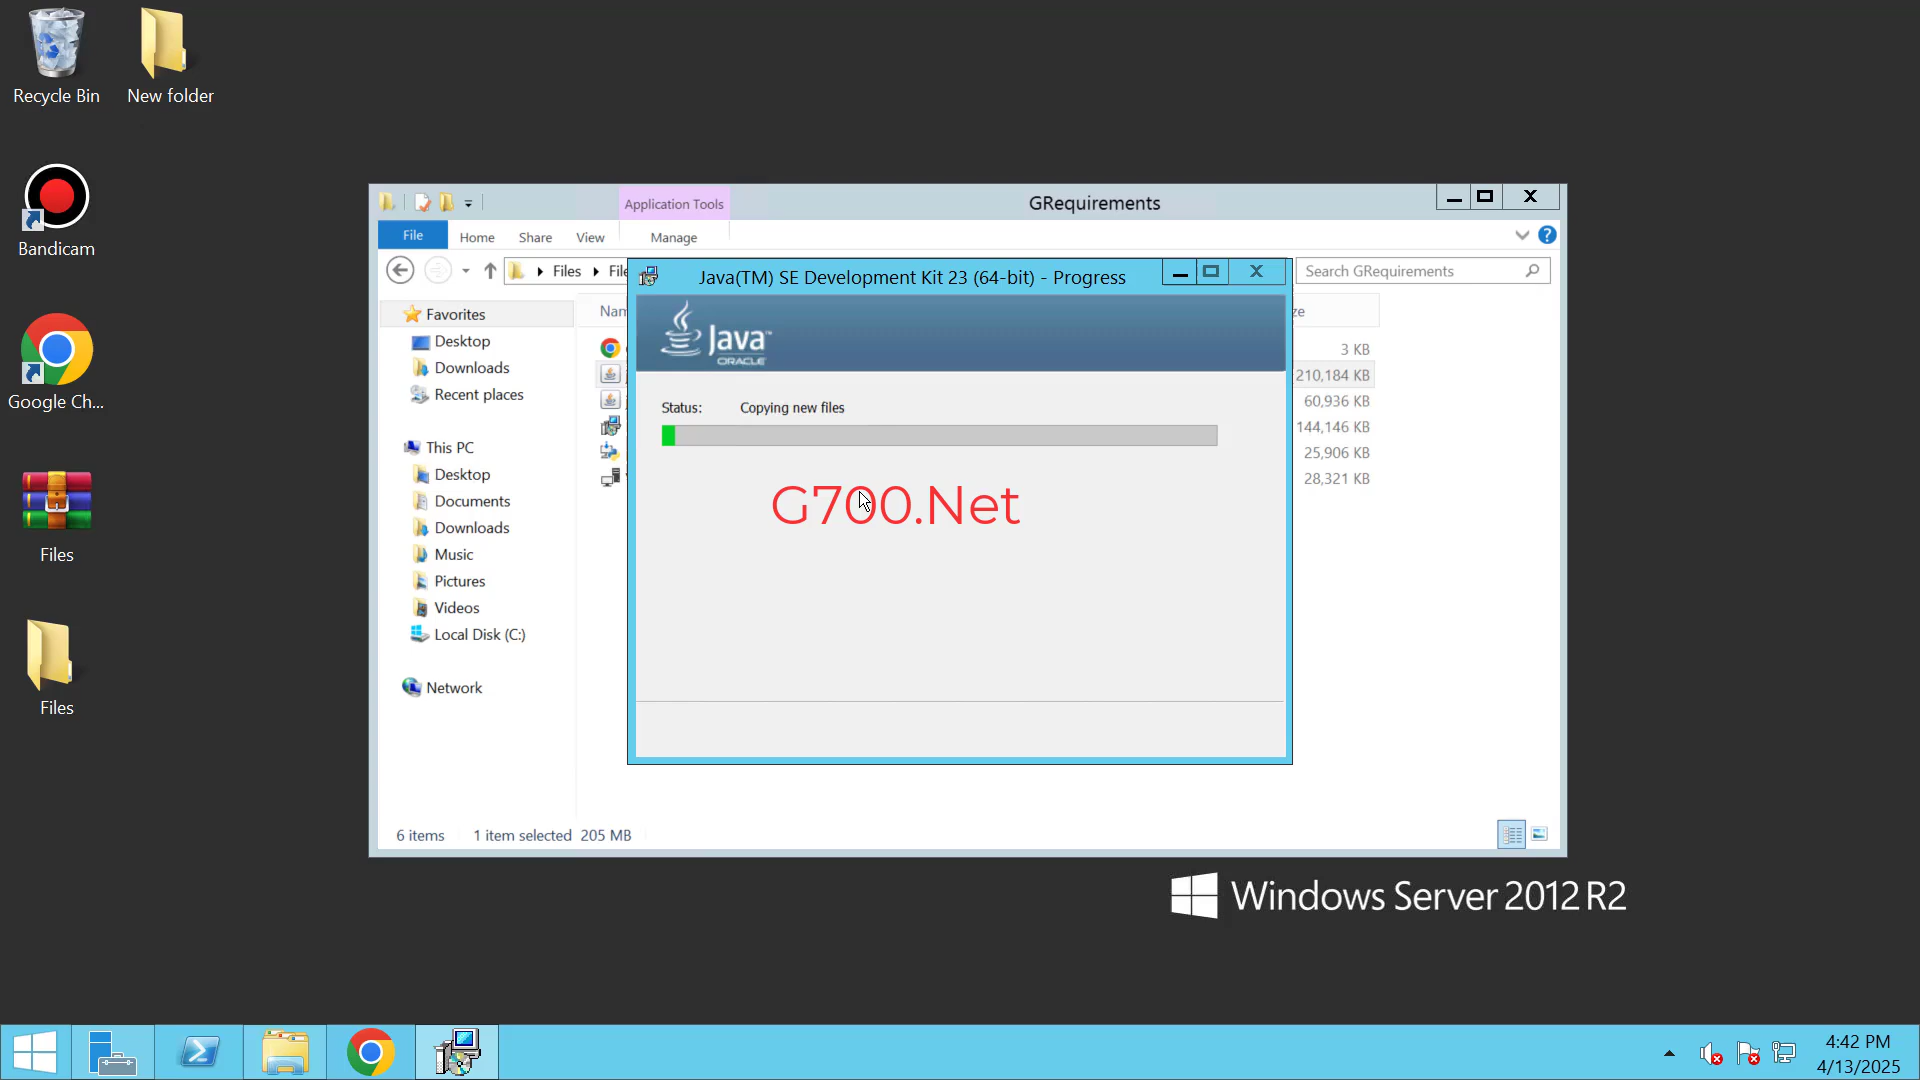 Recycle Bin
New folder
Bandicam
Google Ch...
Files
Files
Application Tools
GRequirements
File
Home
Share
View
Manage
Files
Search GRequirements
Java(TM) SE Development Kit 23 (64-bit) - Progress
Java™
ORACLE
Status:
Copying new files
G700.Net
Favorites
Desktop
Downloads
Recent places
This PC
Desktop
Documents
Downloads
Music
Pictures
Videos
Local Disk (C:)
Network
3 KB
210,184 KB
60,936 KB
144,146 KB
25,906 KB
28,321 KB
6 items
1 item selected 205 MB
Windows Server 2012 R2
4:42 PM
4/13/2025